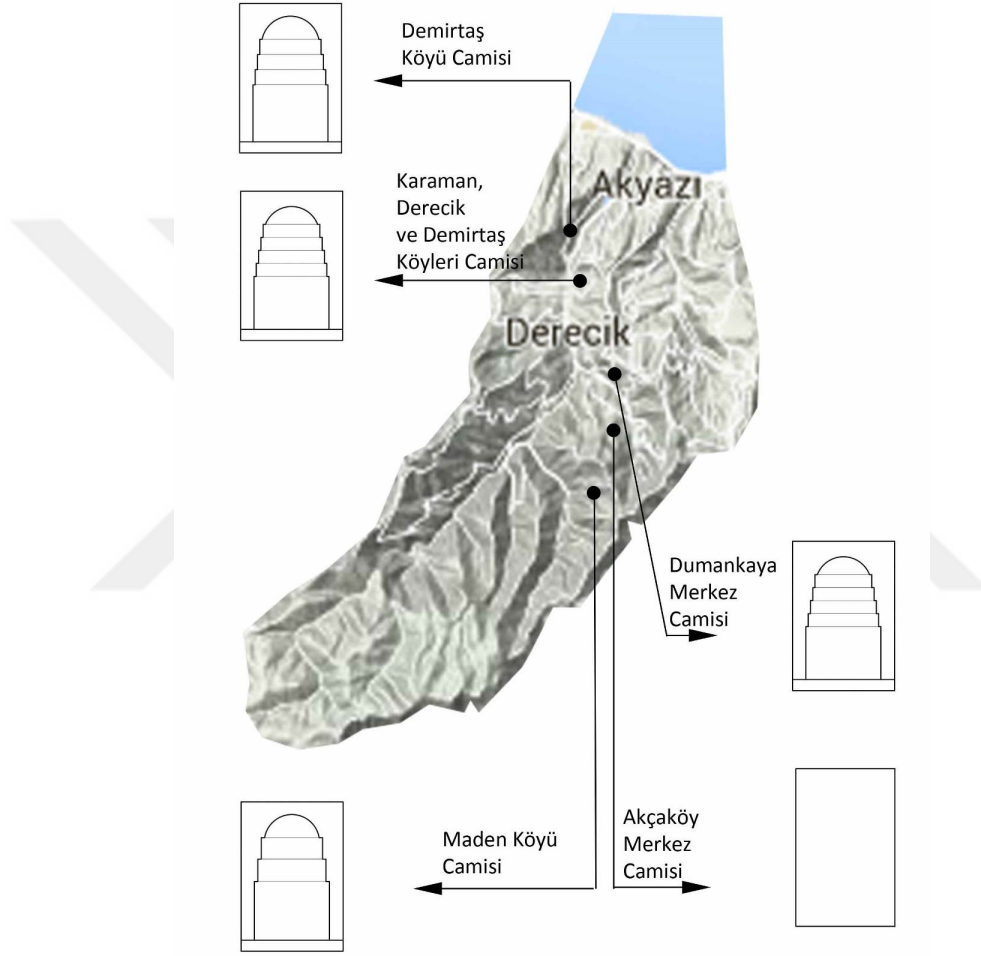 Demirtaş
Köyü Camisi
Akyazı
Karaman,
Derecik
ve Demirtaş
Köyleri Camisi
Derecik
Dumankaya
Merkez
Camisi
Akçaköy
Merkez
Camisi
Maden Köyü
Camisi